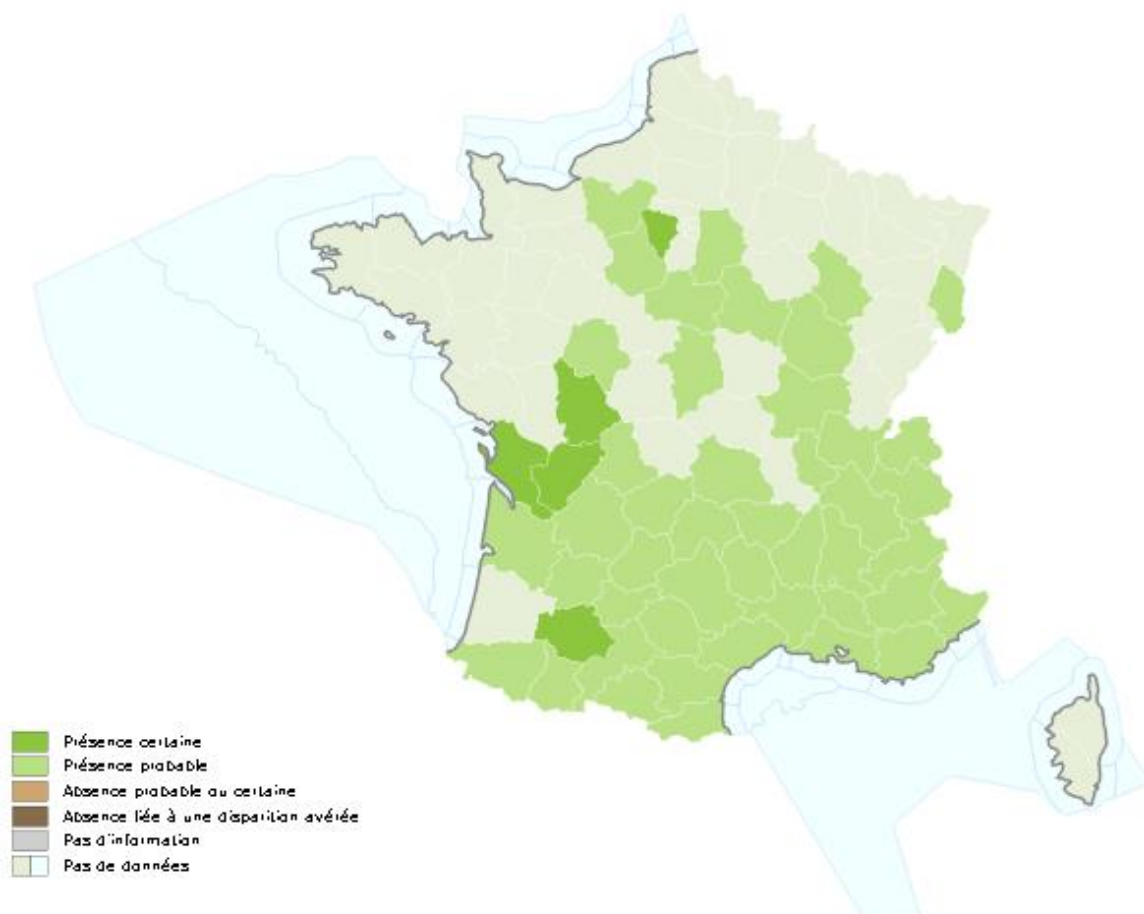 Présence certaine
Présence probable
Absence probable ou certaine
Absence liée à une disparition avérée
Pas d'information
Pas de données